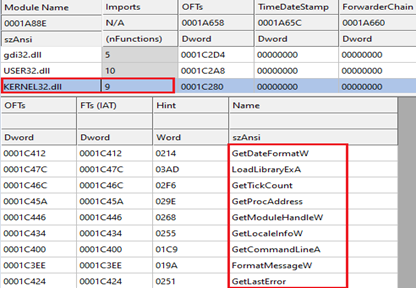 Module Name Imports OFTs TimeDateStamp ForwarderChain
0001A88E N/A 0001A658 0001A65C 0001A660
szAnsi (nFunctions) Dword Dword Dword
gdi32.dll 5 0001C2D4 00000000 00000000
USER32.dll 10 0001C2A8 00000000 00000000
KERNEL32.dll 9 0001C280 00000000 00000000
OFTs FTs (IAT) Hint Name
Dword Dword Word szAnsi
0001C412 0001C412 0214 GetDateFormatW
0001C47C 0001C47C 03AD LoadLibraryExA
0001C46C 0001C46C 02F6 GetTickCount
0001C45A 0001C45A 029E GetProcAddress
0001C446 0001C446 0268 GetModuleHandleW
0001C434 0001C434 0255 GetLocaleInfoW
0001C400 0001C400 01C9 GetCommandLineA
0001C3EE 0001C3EE 019A FormatMessageW
0001C424 0001C424 0251 GetLastError